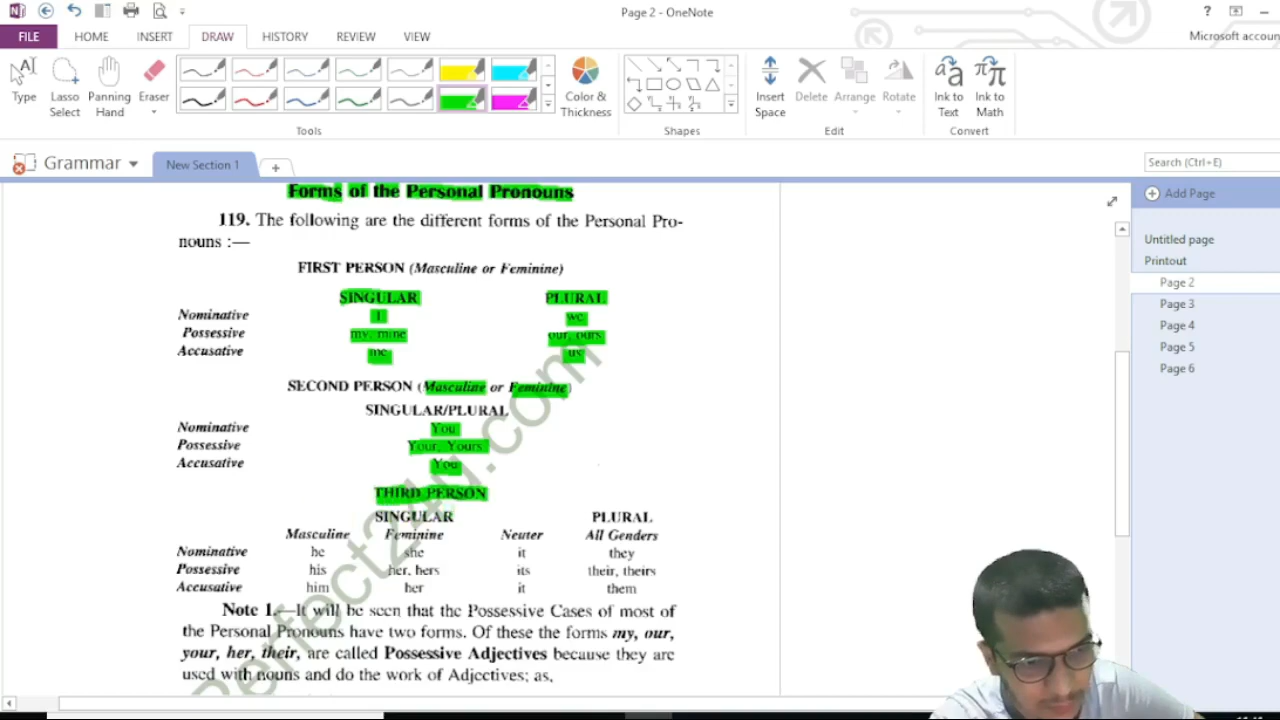 Page 2 - OneNote
?
FILE HOME INSERT DRAW HISTORY REVIEW VIEW
Microsoft accoun
Type Lasso Select Panning Hand Eraser
Color & Thickness
Insert Space Delete Arrange Rotate
Ink to Text Ink to Math
Tools Shapes Edit Convert
Grammar New Section 1 +
Search (Ctrl+E)
Add Page
Untitled page
Printout
Page 2
Page 3
Page 4
Page 5
Page 6
Forms of the Personal Pronouns
119. The following are the different forms of the Personal Pro-
nouns :—
FIRST PERSON (Masculine or Feminine)
SINGULAR PLURAL
Nominative I we
Possessive my, mine our, ours
Accusative me us
SECOND PERSON (Masculine or Feminine)
SINGULAR/PLURAL
Nominative You
Possessive Your, Yours
Accusative You
THIRD PERSON
SINGULAR PLURAL
Masculine Feminine Neuter All Genders
Nominative he she it they
Possessive his her, hers its their, theirs
Accusative him her it them
Note 1.—It will be seen that the Possessive Cases of most of
the Personal Pronouns have two forms. Of these the forms my, our,
your, her, their, are called Possessive Adjectives because they are
used with nouns and do the work of Adjectives; as,
Perfect24g.com